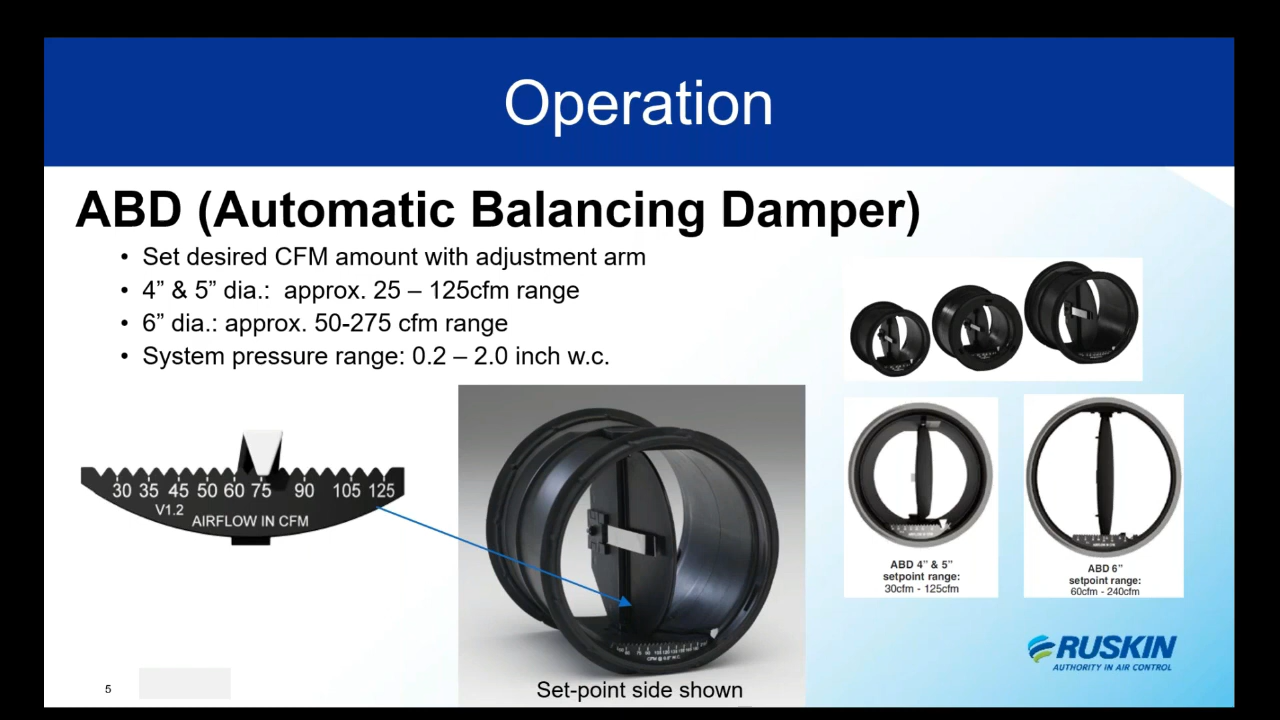 Operation
ABD (Automatic Balancing Damper)
• Set desired CFM amount with adjustment arm
• 4” & 5” dia.:  approx. 25 – 125cfm range
• 6” dia.: approx. 50-275 cfm range
• System pressure range: 0.2 – 2.0 inch w.c.
30 35 45 50 60 75 90 105 125
V1.2
AIRFLOW IN CFM
CFM @
Set-point side shown
ABD 4” & 5”
setpoint range:
30cfm - 125cfm
ABD 6”
setpoint range:
60cfm - 240cfm
RUSKIN
AUTHORITY IN AIR CONTROL
5